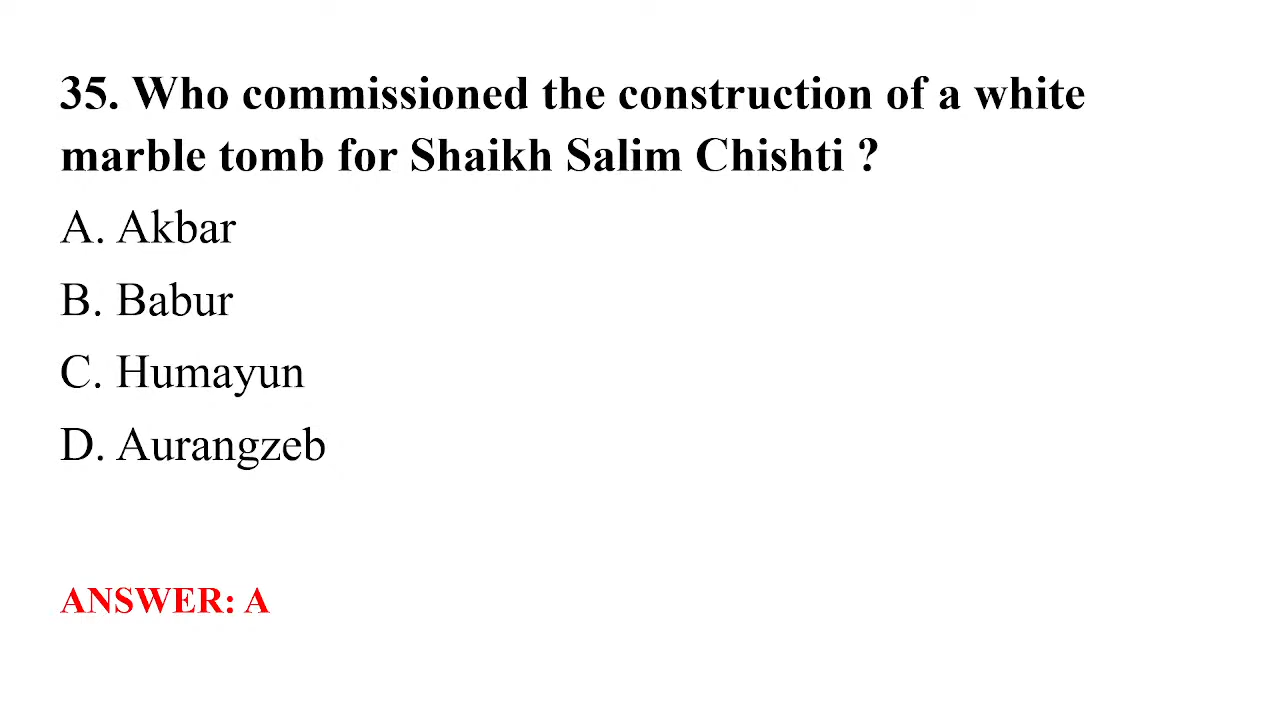 35. Who commissioned the construction of a white
marble tomb for Shaikh Salim Chishti ?
A. Akbar
B. Babur
C. Humayun
D. Aurangzeb
ANSWER: A